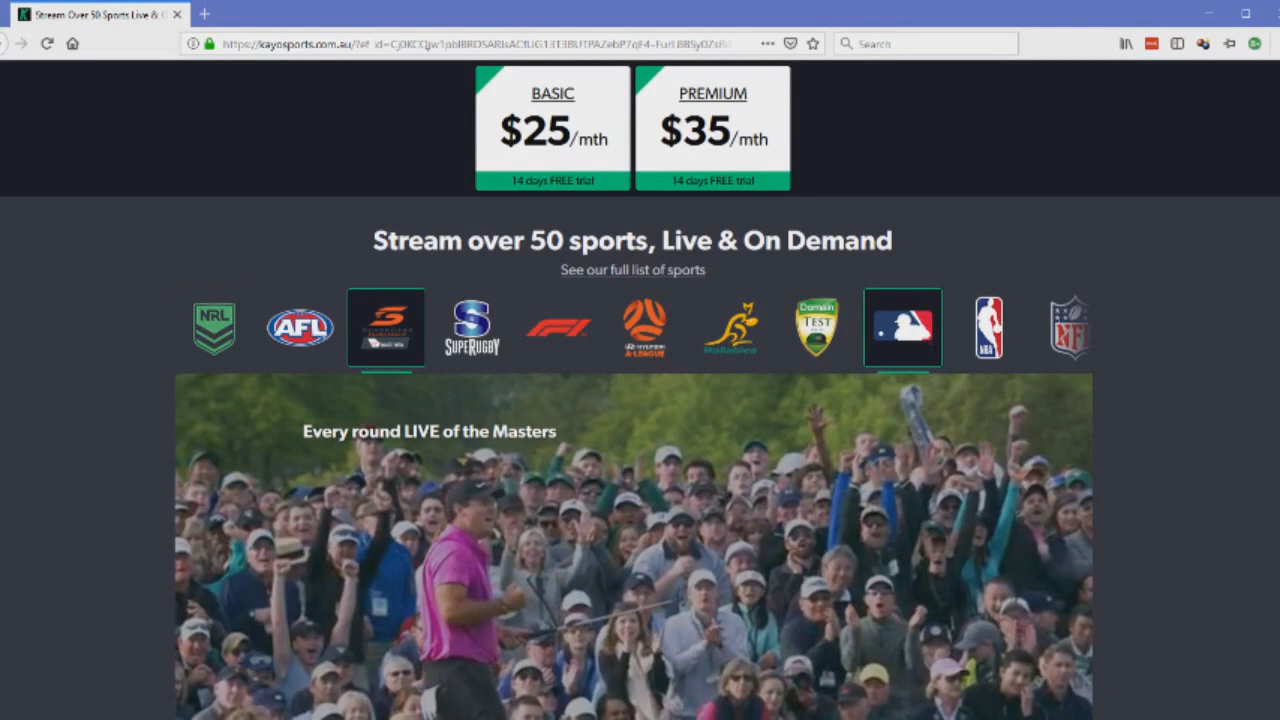 Stream Over 50 Sports Live &
https://kayosports.com.au/
Search
BASIC
$25/mth
14 days FREE trial
PREMIUM
$35/mth
14 days FREE trial
Stream over 50 sports, Live & On Demand
See our full list of sports
NRL
AFL
SUPERRUGBY
F1
HYUNDAI
A-LEAGUE
Wallabies
Domain
TEST
NBA
NFL
Every round LIVE of the Masters